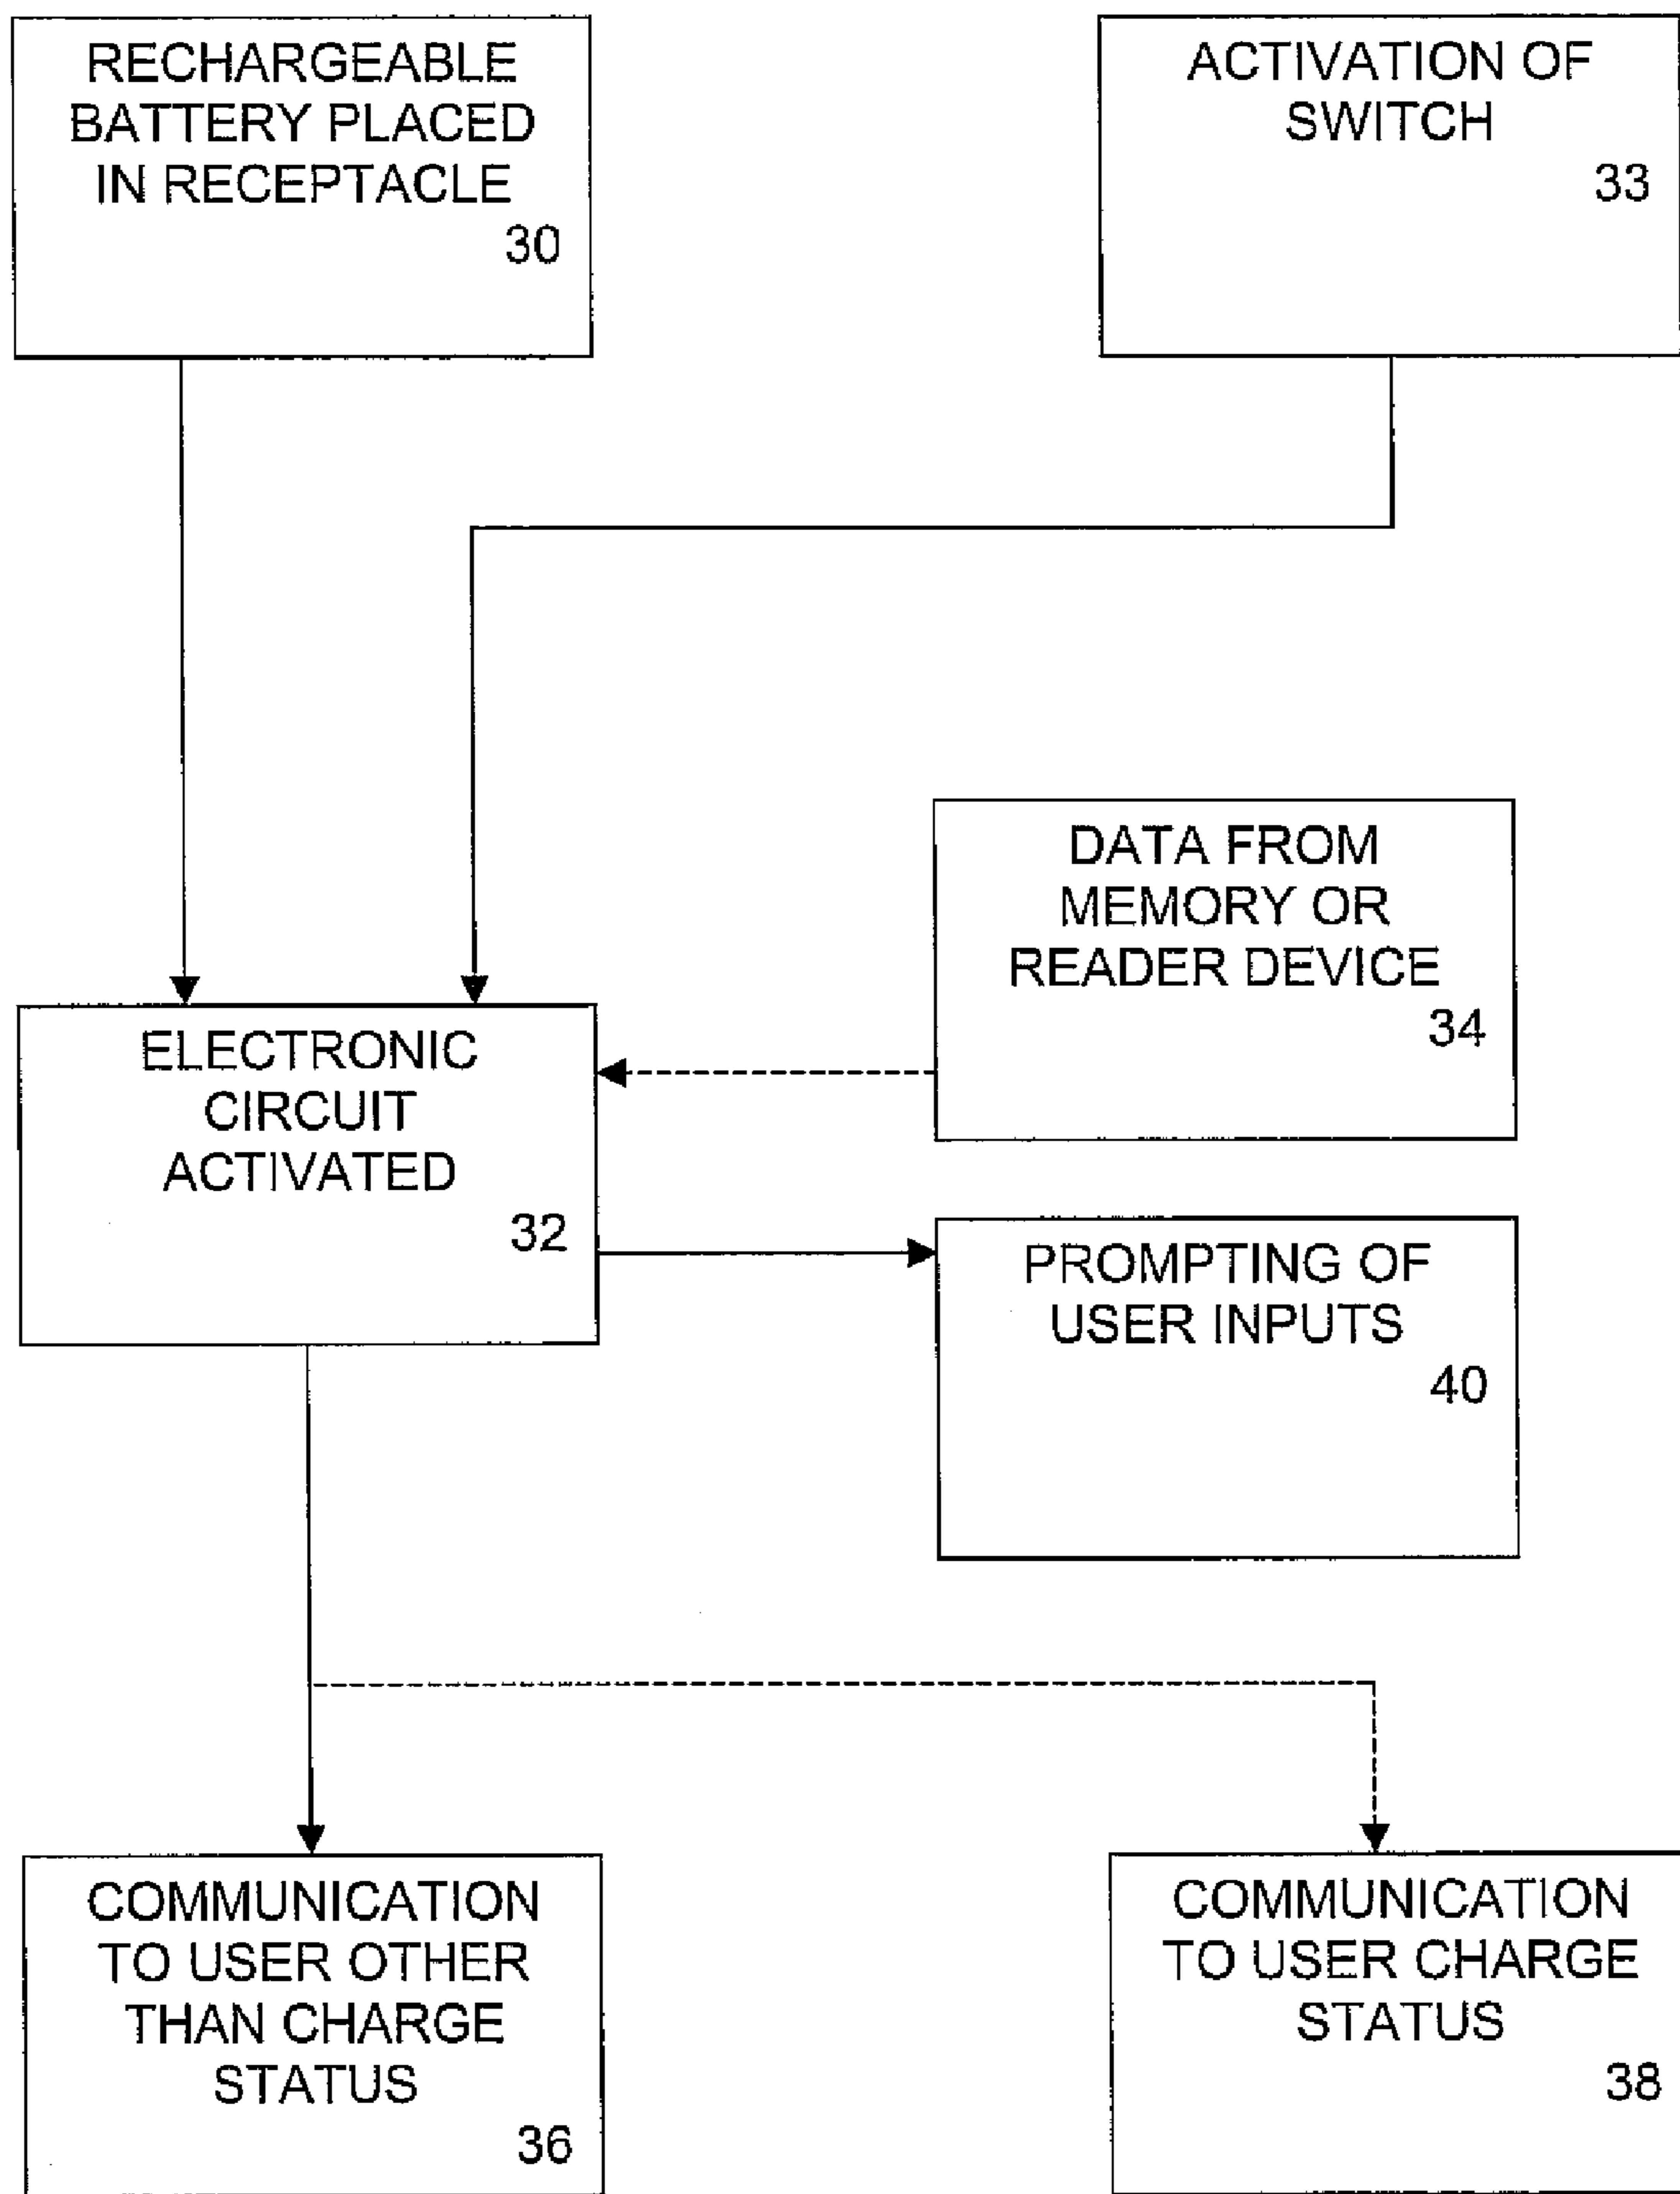 RECHARGEABLE
BATTERY PLACED
IN RECEPTACLE
30
ACTIVATION OF
SWITCH
33
DATA FROM
MEMORY OR
READER DEVICE
34
ELECTRONIC
CIRCUIT
ACTIVATED
32
PROMPTING OF
USER INPUTS
40
COMMUNICATION
TO USER OTHER
THAN CHARGE
STATUS
36
COMMUNICATION
TO USER CHARGE
STATUS
38